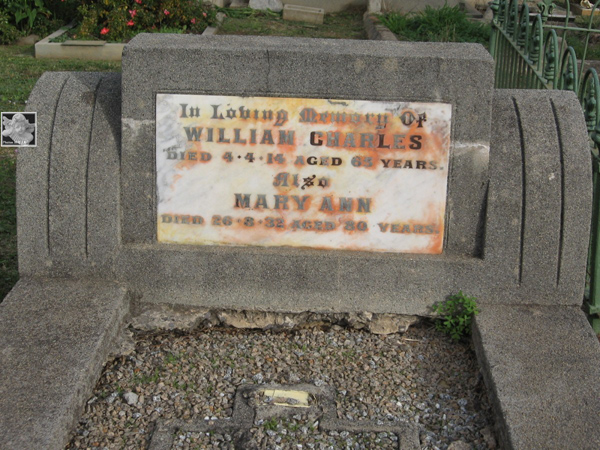 In Loving Memory Of
WILLIAM CHARLES
DIED 4·4·14 AGED 63 YEARS.
Also
MARY ANN
DIED 26·8·32 AGED 80 YEARS.